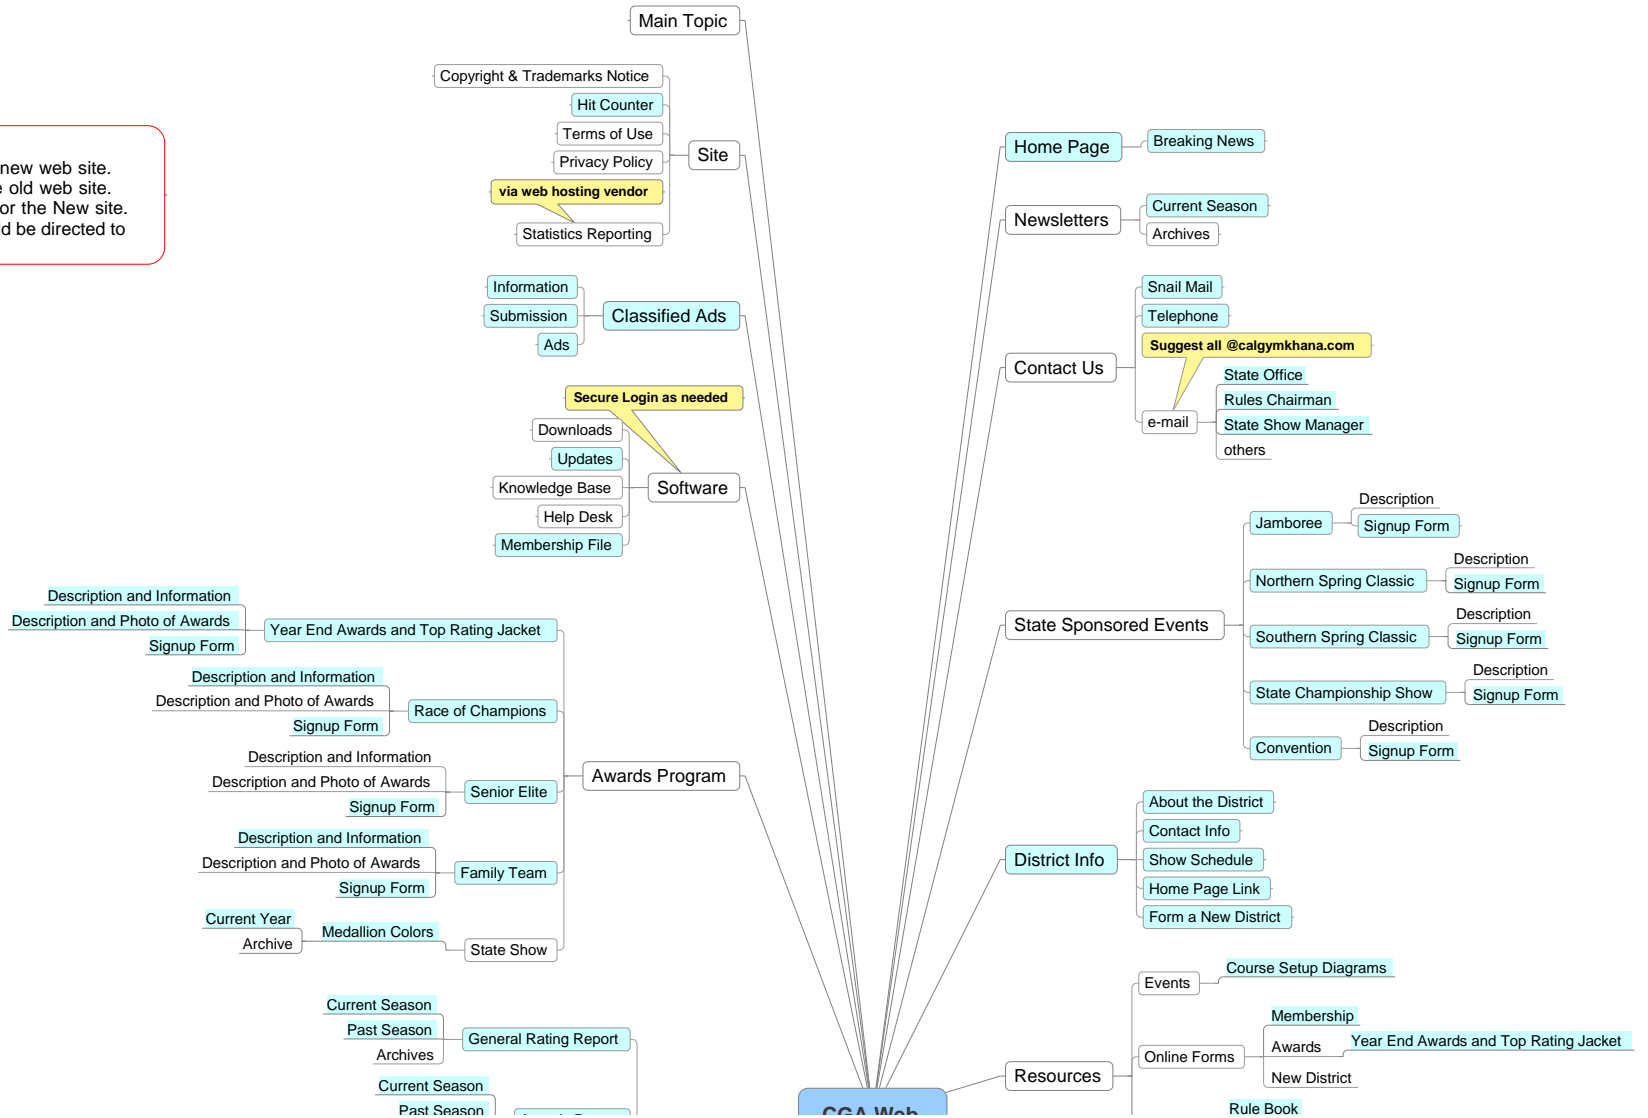 Main Topic
Copyright & Trademarks Notice
Hit Counter
Terms of Use
Privacy Policy
via web hosting vendor
Statistics Reporting
Site
new web site.
old web site.
or the New site.
be directed to
Information
Submission
Ads
Classified Ads
Secure Login as needed
Downloads
Updates
Knowledge Base
Help Desk
Membership File
Software
Description and Information
Description and Photo of Awards
Signup Form
Year End Awards and Top Rating Jacket
Description and Information
Description and Photo of Awards
Signup Form
Race of Champions
Description and Information
Description and Photo of Awards
Signup Form
Senior Elite
Description and Information
Description and Photo of Awards
Signup Form
Family Team
Current Year
Archive
Medallion Colors
State Show
Awards Program
Current Season
Past Season
Archives
General Rating Report
Current Season
Past Season
Home Page
Breaking News
Newsletters
Current Season
Archives
Contact Us
Snail Mail
Telephone
Suggest all @calgymkhana.com
e-mail
State Office
Rules Chairman
State Show Manager
others
State Sponsored Events
Jamboree
Description
Signup Form
Northern Spring Classic
Description
Signup Form
Southern Spring Classic
Description
Signup Form
State Championship Show
Description
Signup Form
Convention
Description
Signup Form
District Info
About the District
Contact Info
Show Schedule
Home Page Link
Form a New District
Resources
Events
Course Setup Diagrams
Online Forms
Membership
Awards
Year End Awards and Top Rating Jacket
New District
Rule Book
CGA Web